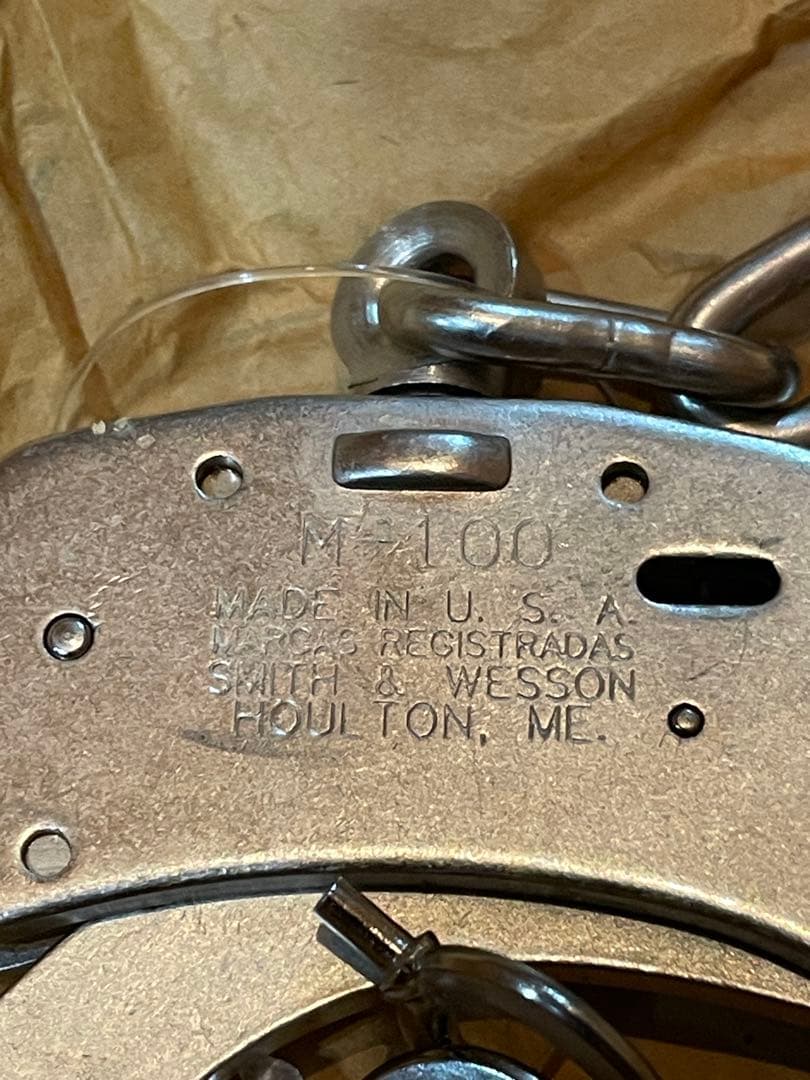 M-100
MADE IN U. S. A.
MARCAS REGISTRADAS
SMITH & WESSON
HOULTON, ME.